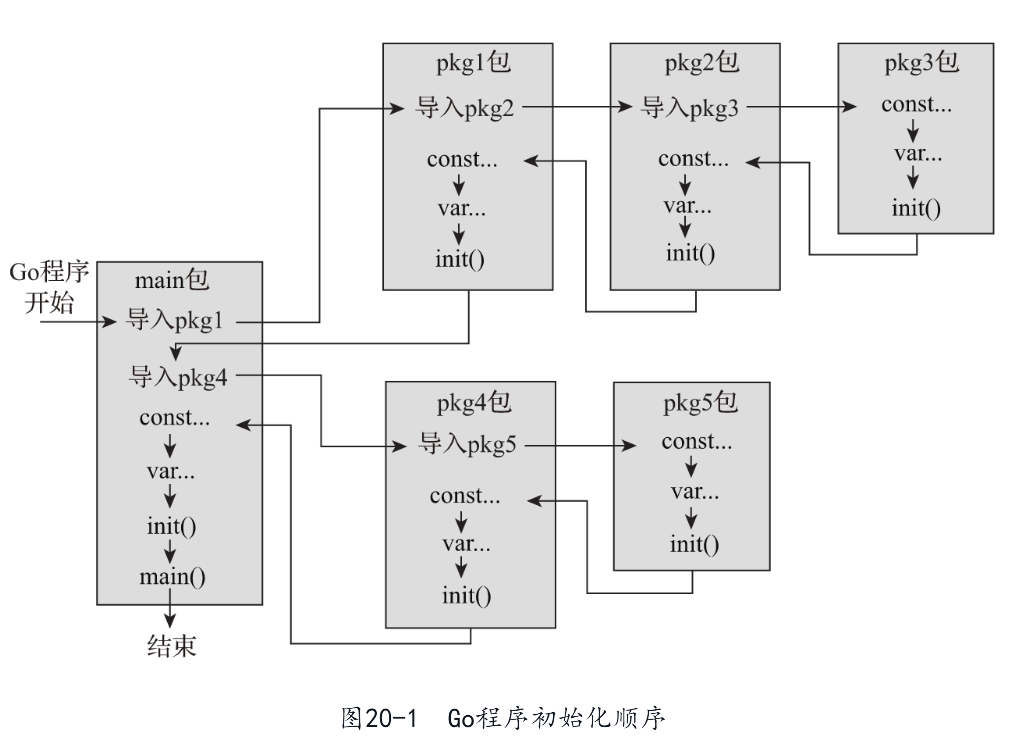 pkg1包
导入pkg2
const...
var...
init()
pkg2包
导入pkg3
const...
var...
init()
pkg3包
const...
var...
init()
Go程序
开始
main包
导入pkg1
导入pkg4
const...
var...
init()
main()
结束
pkg4包
导入pkg5
const...
var...
init()
pkg5包
const...
var...
init()
图20-1 Go程序初始化顺序